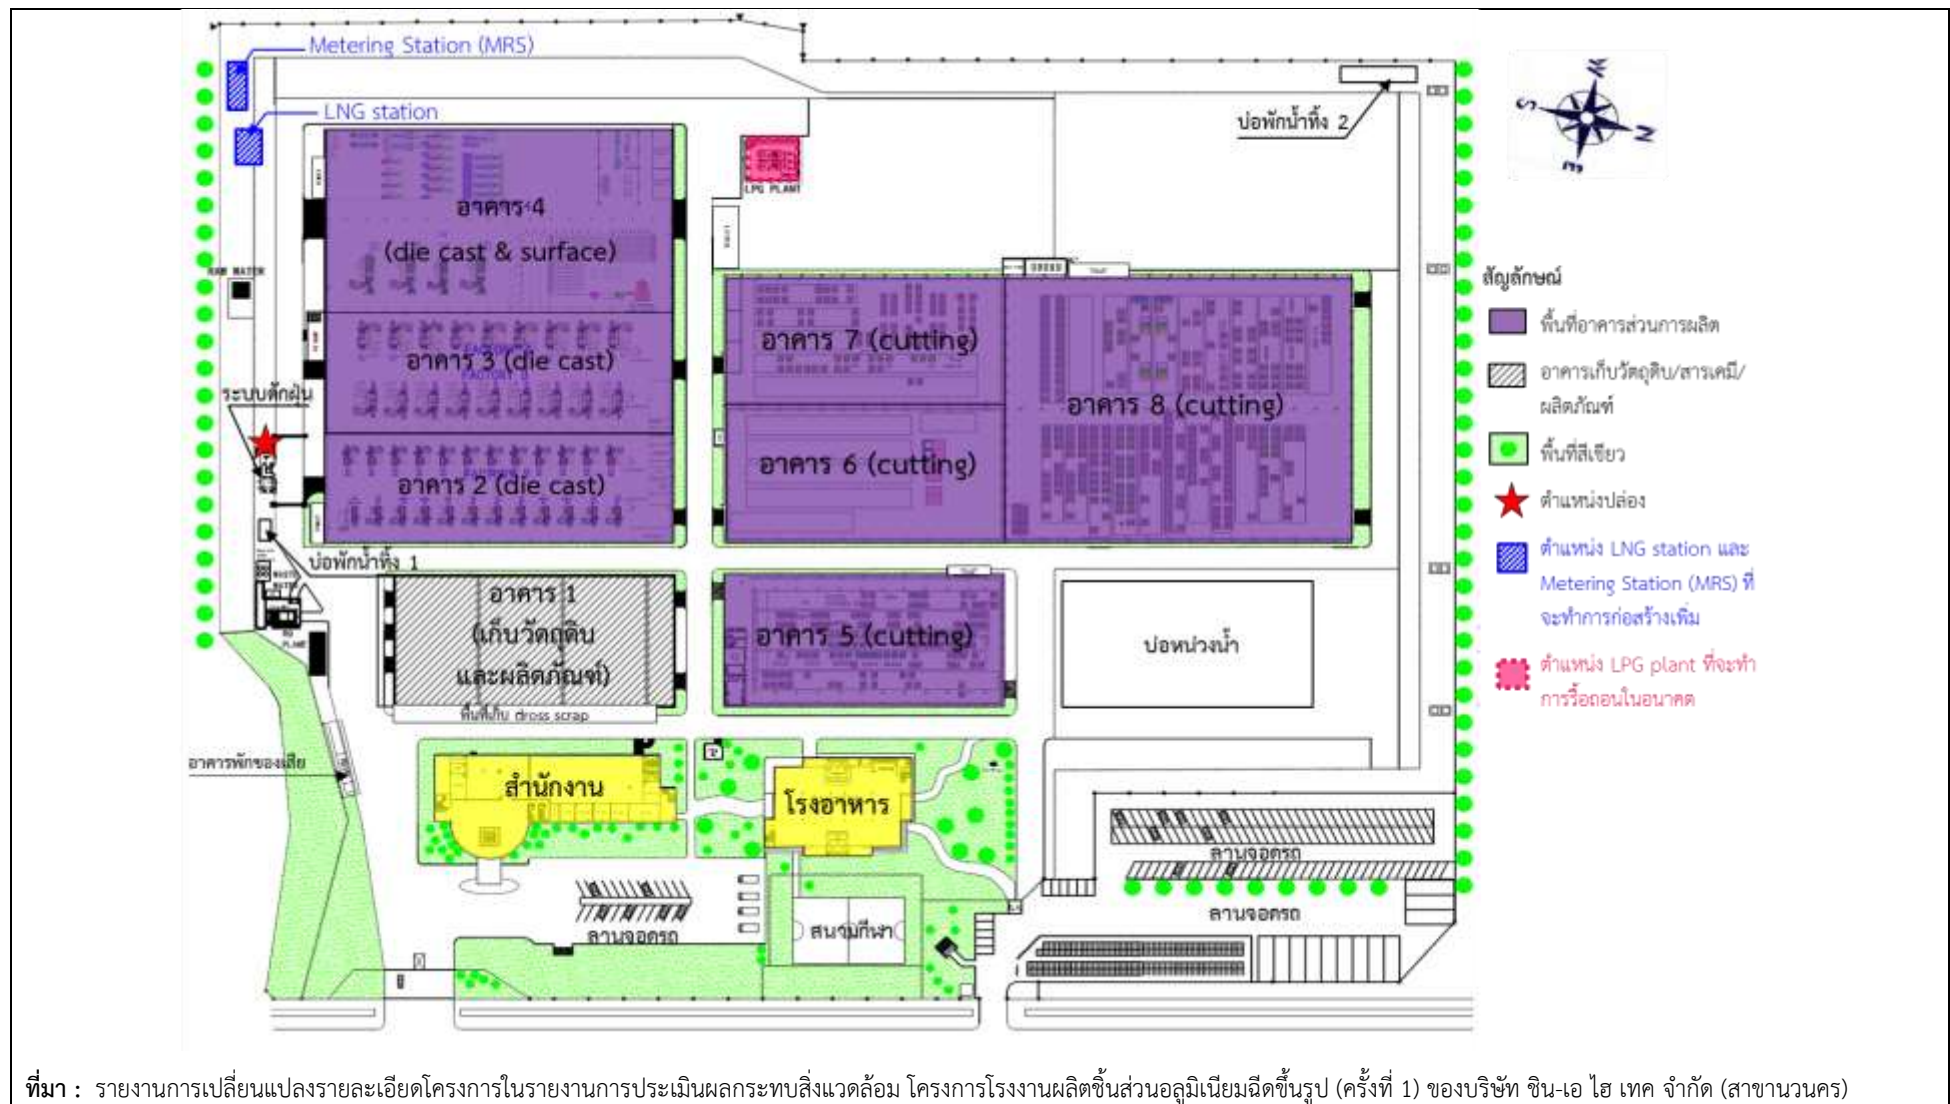 Metering Station (MRS)
LNG station
บ่อพักน้ำทิ้ง 2
W
S
N
E
LPG PLANT
อาคาร 4
(die cast & surface)
RAW WATER
สัญลักษณ์
พื้นที่อาคารส่วนการผลิต
อาคารเก็บวัตถุดิบ/สารเคมี/
ผลิตภัณฑ์
พื้นที่สีเขียว
ตำแหน่งปล่อง
ตำแหน่ง LNG station และ
Metering Station (MRS) ที่
จะทำการก่อสร้างเพิ่ม
ตำแหน่ง LPG plant ที่จะทำ
การรื้อถอนในอนาคต
อาคาร 3 (die cast)
อาคาร 7 (cutting)
อาคาร 8 (cutting)
ระบบดักฝุ่น
อาคาร 6 (cutting)
อาคาร 2 (die cast)
บ่อพักน้ำทิ้ง 1
อาคาร 1
(เก็บวัตถุดิบ
และผลิตภัณฑ์)
พื้นที่เก็บ dross scrap
อาคาร 5 (cutting)
บ่อหน่วงน้ำ
อาคารพักของเสีย
สำนักงาน
โรงอาหาร
ลานจอดรถ
ลานจอดรถ
ลานจอดรถ
สนามกีฬา
ที่มา : รายงานการเปลี่ยนแปลงรายละเอียดโครงการในรายงานการประเมินผลกระทบสิ่งแวดล้อม โครงการโรงงานผลิตชิ้นส่วนอลูมิเนียมฉีดขึ้นรูป (ครั้งที่ 1) ของบริษัท ชิน-เอ ไฮ เทค จำกัด (สาขานวนคร)